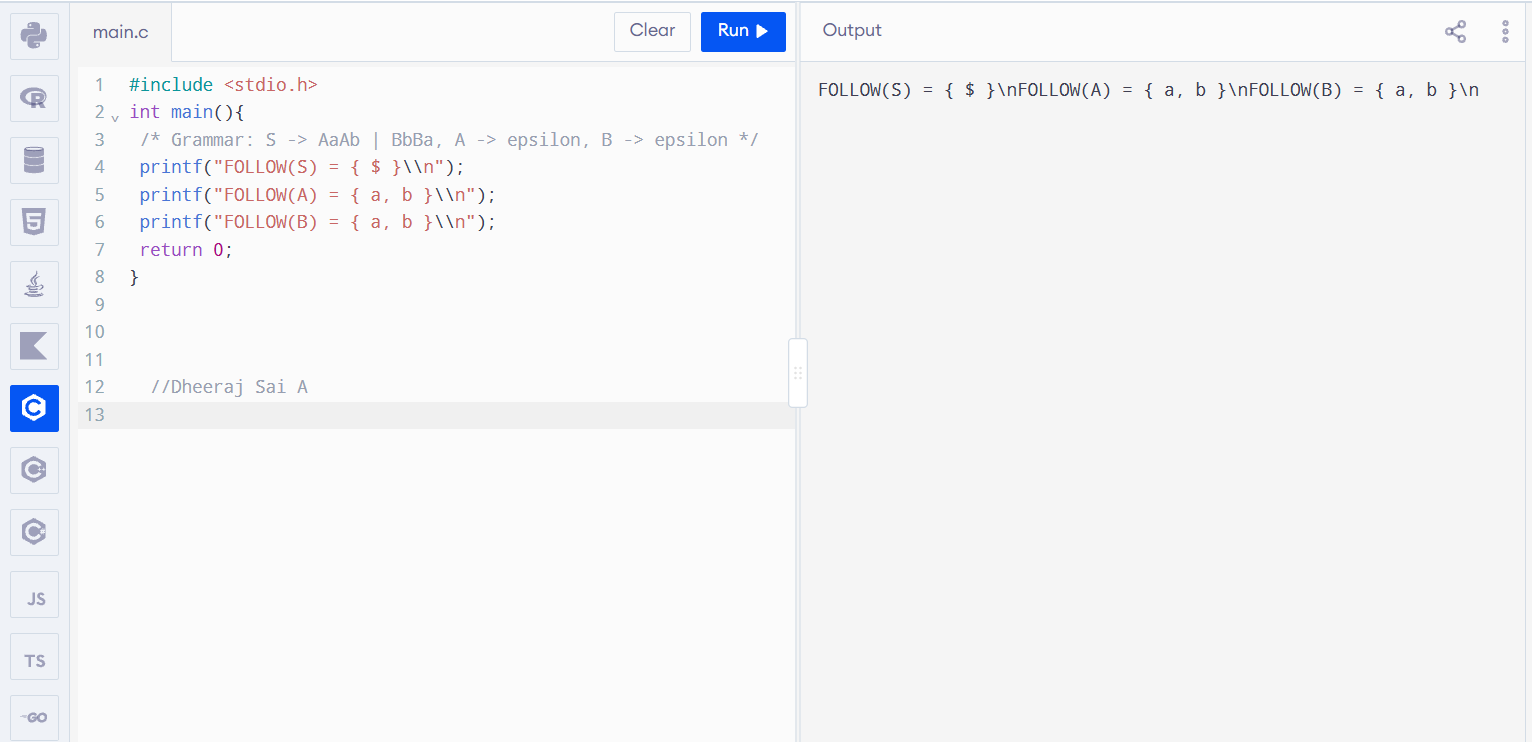 main.c
Clear
Run
Output
1 #include <stdio.h>
2 int main(){
3 /* Grammar: S -> AaAb | BbBa, A -> epsilon, B -> epsilon */
4 printf("FOLLOW(S) = { $ }\\n");
5 printf("FOLLOW(A) = { a, b }\\n");
6 printf("FOLLOW(B) = { a, b }\\n");
7 return 0;
8 }
9
10
11
12 //Dheeraj Sai A
13
FOLLOW(S) = { $ }\nFOLLOW(A) = { a, b }\nFOLLOW(B) = { a, b }\n
R
5
C
C
C
JS
TS
GO